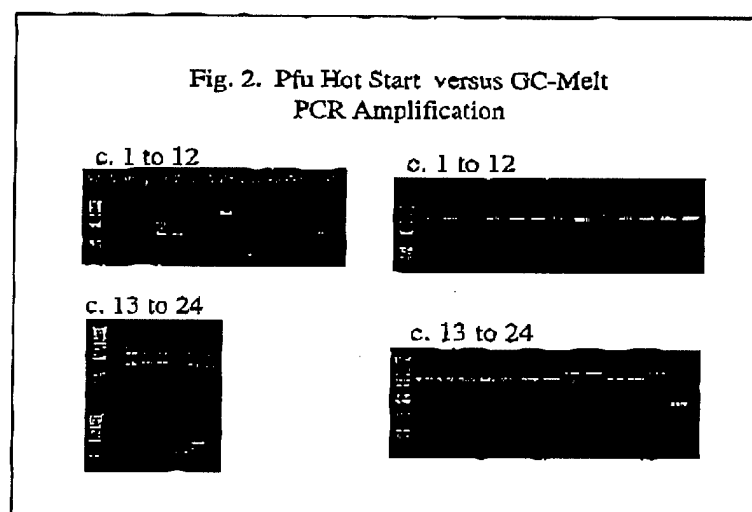 Fig. 2. Pfu Hot Start versus GC-Melt
PCR Amplification
c. 1 to 12
c. 1 to 12
c. 13 to 24
c. 13 to 24